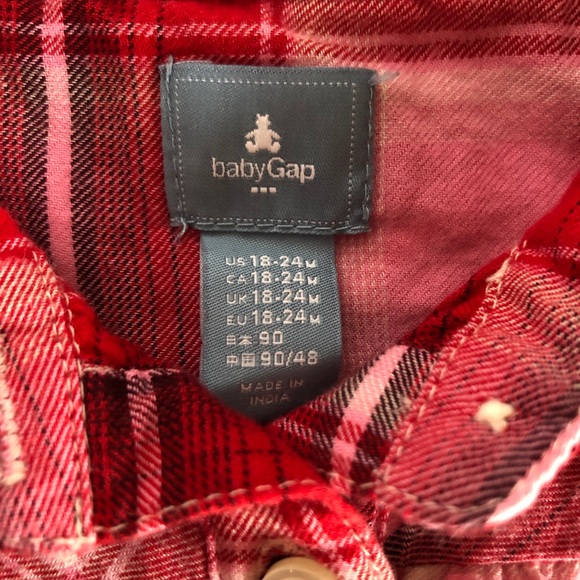 babyGap
US 18-24M
CA 18-24M
UK 18-24M
EU 18-24M
日本 90
中国 90/48
MADE IN
INDIA